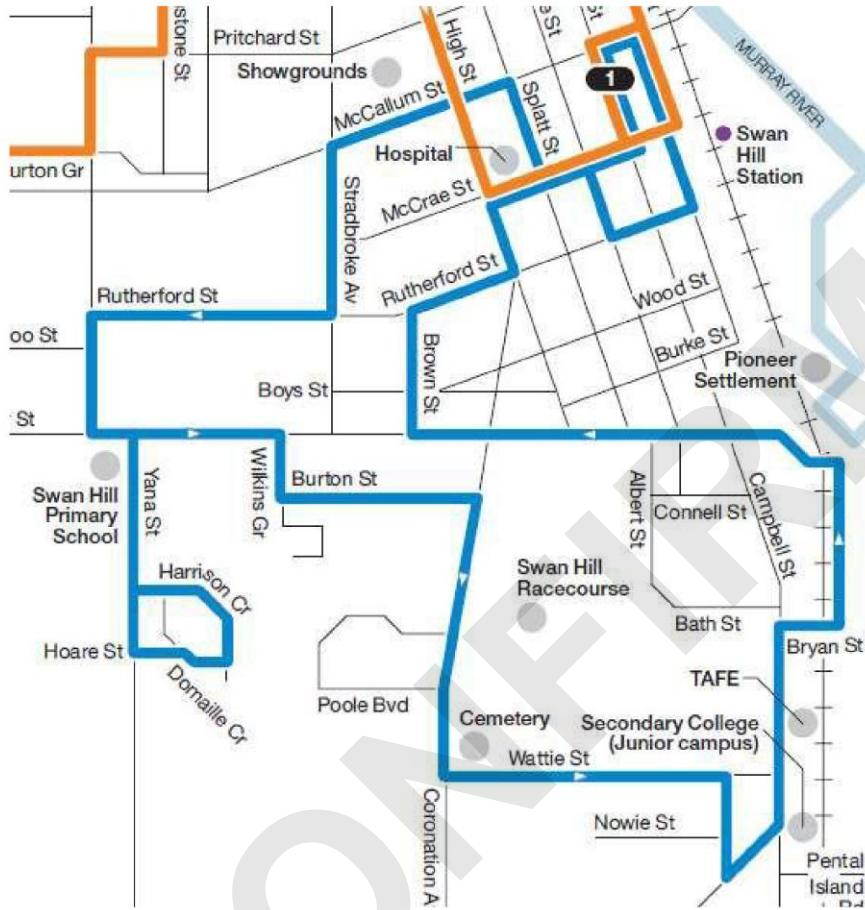 stone St
Pritchard St
High St
e St
St
Showgrounds
McCallum St
1
Splatt St
MURRAY RIVER
Hospital
Swan
Hill
Station
urton Gr
McCrae St
Stradbroke Av
Rutherford St
Rutherford St
Wood St
oo St
Brown St
Burke St
Pioneer
Settlement
Boys St
St
Swan Hill
Primary
School
Yana St
Wilkins Gr
Burton St
Albert St
Connell St
Campbell St
Swan Hill
Racecourse
Harrison Cr
Bath St
Hoare St
Bryan St
Domaille Cr
Poole Bvd
TAFE
Cemetery
Secondary College
(Junior campus)
Wattie St
Coronation A
Nowie St
Pental
Island
ONFIRM